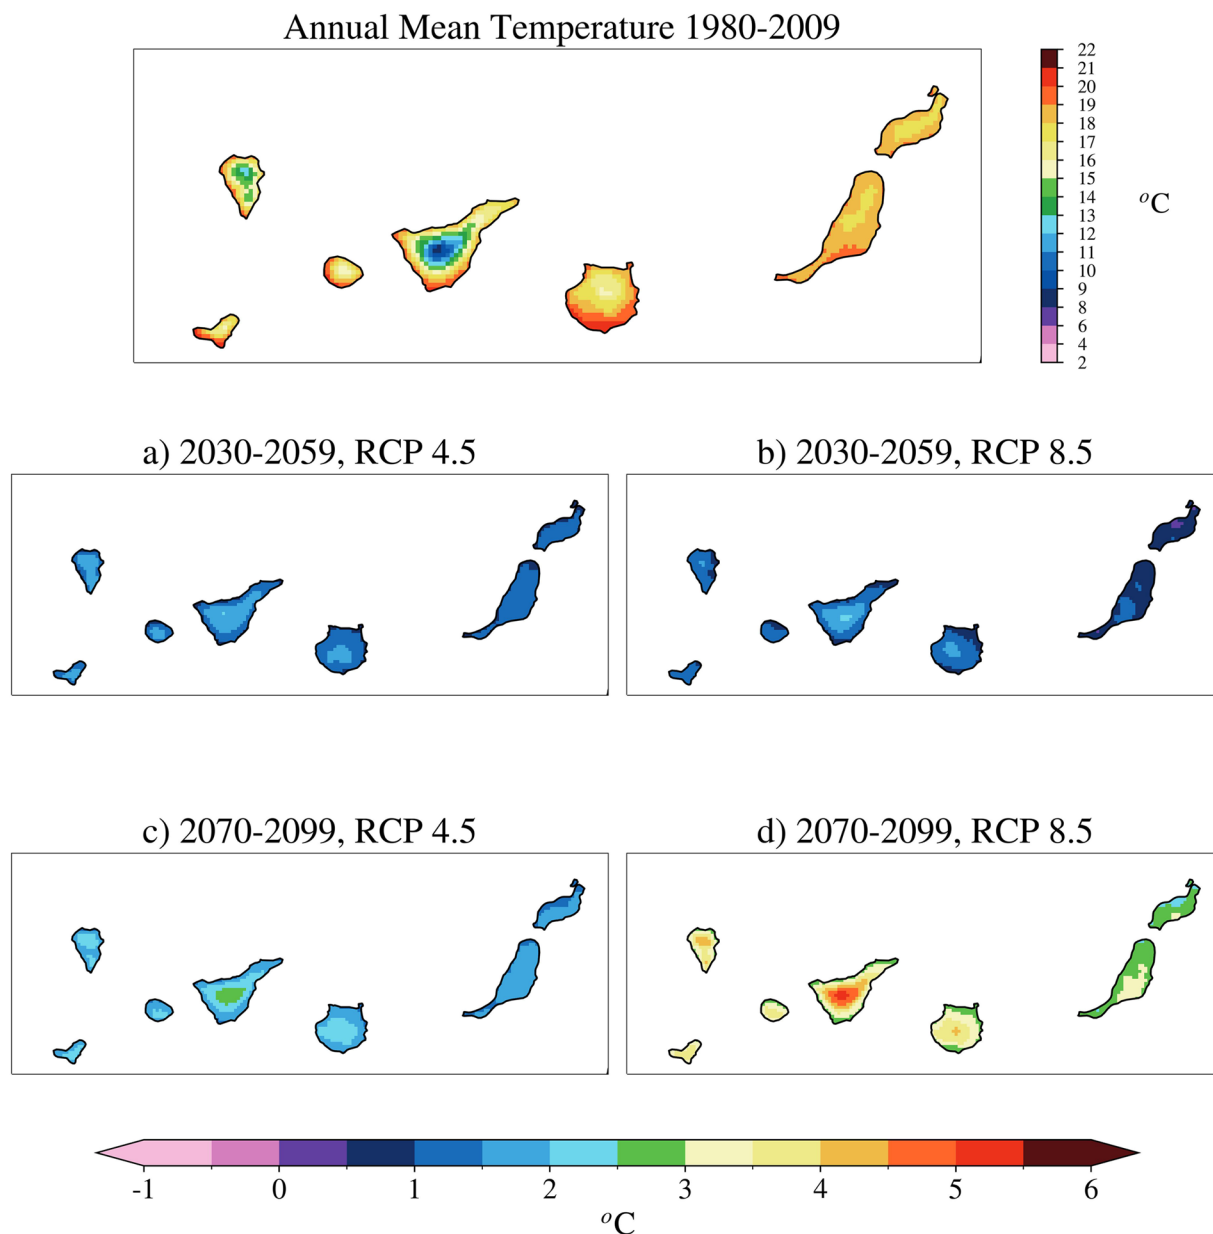 Annual Mean Temperature 1980-2009
22
21
20
19
18
17
16
15
14
13
12
11
10
9
8
6
4
2
°C
a) 2030-2059, RCP 4.5
b) 2030-2059, RCP 8.5
c) 2070-2099, RCP 4.5
d) 2070-2099, RCP 8.5
-1 0 1 2 3 4 5 6
°C